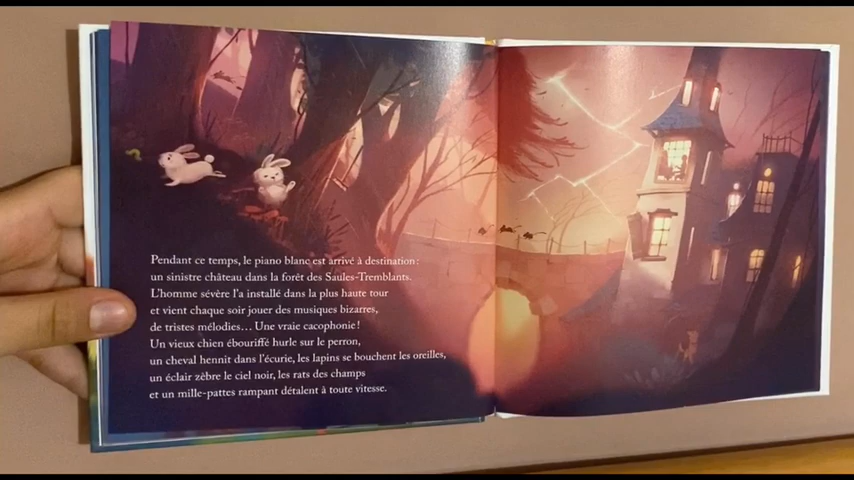 Pendant ce temps, le piano blanc est arrivé à destination :
un sinistre château dans la forêt des Saules-Tremblants.
L'homme sévère l'a installé dans la plus haute tour
et vient chaque soir jouer des musiques bizarres,
de tristes mélodies... Une vraie cacophonie !
Un vieux chien ébouriffé hurle sur le perron,
un cheval hennit dans l'écurie, les lapins se bouchent les oreilles,
un éclair zèbre le ciel noir, les rats des champs
et un mille-pattes rampant détalent à toute vitesse.